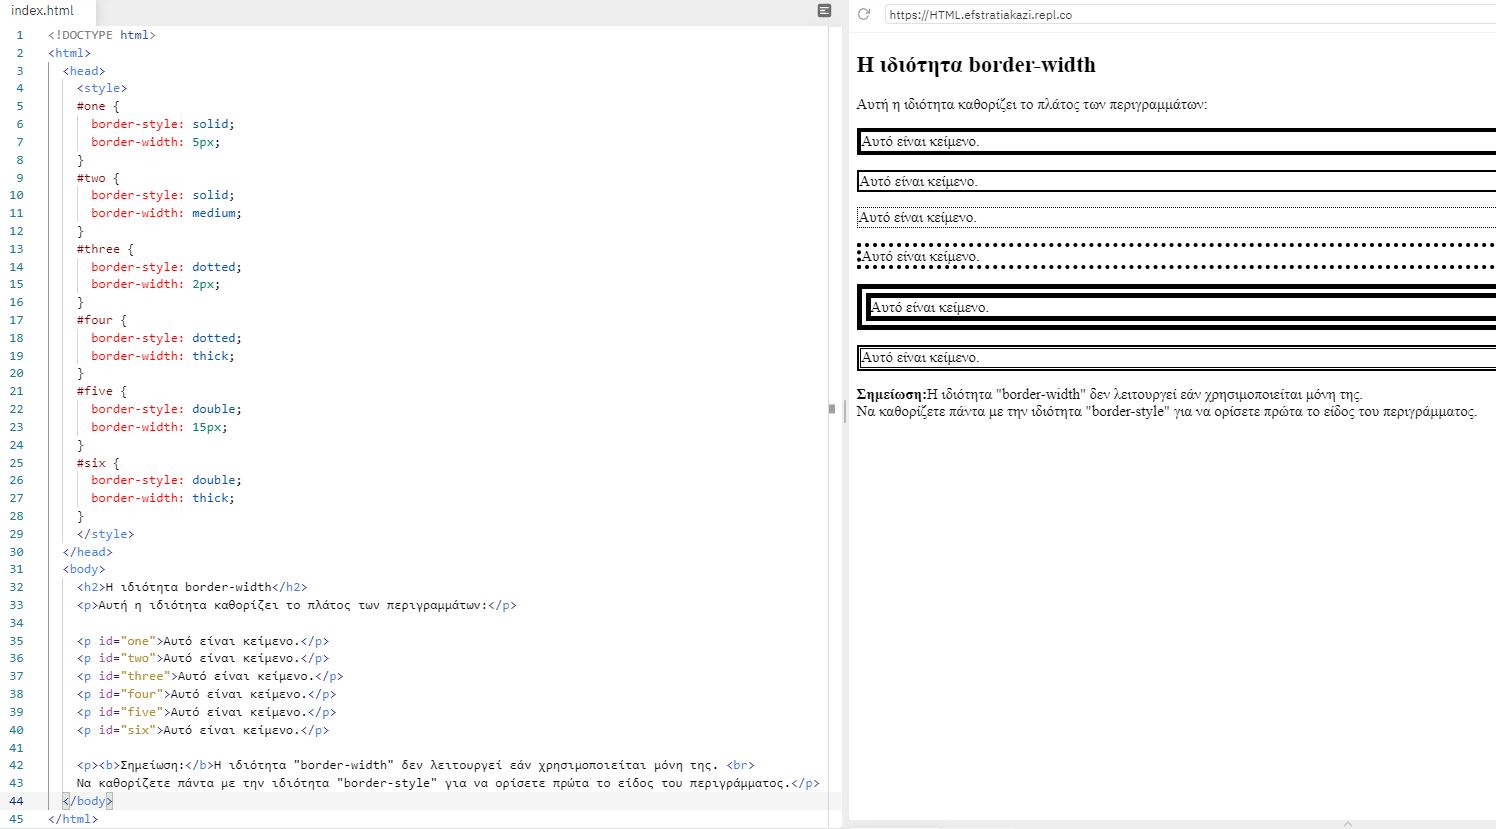 index.html
1 <!DOCTYPE html>
2 <html>
3 <head>
4 <style>
5 #one {
6 border-style: solid;
7 border-width: 5px;
8 }
9 #two {
10 border-style: solid;
11 border-width: medium;
12 }
13 #three {
14 border-style: dotted;
15 border-width: 2px;
16 }
17 #four {
18 border-style: dotted;
19 border-width: thick;
20 }
21 #five {
22 border-style: double;
23 border-width: 15px;
24 }
25 #six {
26 border-style: double;
27 border-width: thick;
28 }
29 </style>
30 </head>
31 <body>
32 <h2>Η ιδιότητα border-width</h2>
33 <p>Αυτή η ιδιότητα καθορίζει το πλάτος των περιγραμμάτων:</p>
34
35 <p id="one">Αυτό είναι κείμενο.</p>
36 <p id="two">Αυτό είναι κείμενο.</p>
37 <p id="three">Αυτό είναι κείμενο.</p>
38 <p id="four">Αυτό είναι κείμενο.</p>
39 <p id="five">Αυτό είναι κείμενο.</p>
40 <p id="six">Αυτό είναι κείμενο.</p>
41
42 <p><b>Σημείωση:</b>Η ιδιότητα "border-width" δεν λειτουργεί εάν χρησιμοποιείται μόνη της. <br>
43 Να καθορίζετε πάντα με την ιδιότητα "border-style" για να ορίσετε πρώτα το είδος του περιγράμματος.</p>
44 </body>
45 </html>
https://HTML.efstratiakazi.repl.co
Η ιδιότητα border-width
Αυτή η ιδιότητα καθορίζει το πλάτος των περιγραμμάτων:
Αυτό είναι κείμενο.
Αυτό είναι κείμενο.
Αυτό είναι κείμενο.
Αυτό είναι κείμενο.
Αυτό είναι κείμενο.
Αυτό είναι κείμενο.
Σημείωση:Η ιδιότητα "border-width" δεν λειτουργεί εάν χρησιμοποιείται μόνη της.
Να καθορίζετε πάντα με την ιδιότητα "border-style" για να ορίσετε πρώτα το είδος του περιγράμματος.